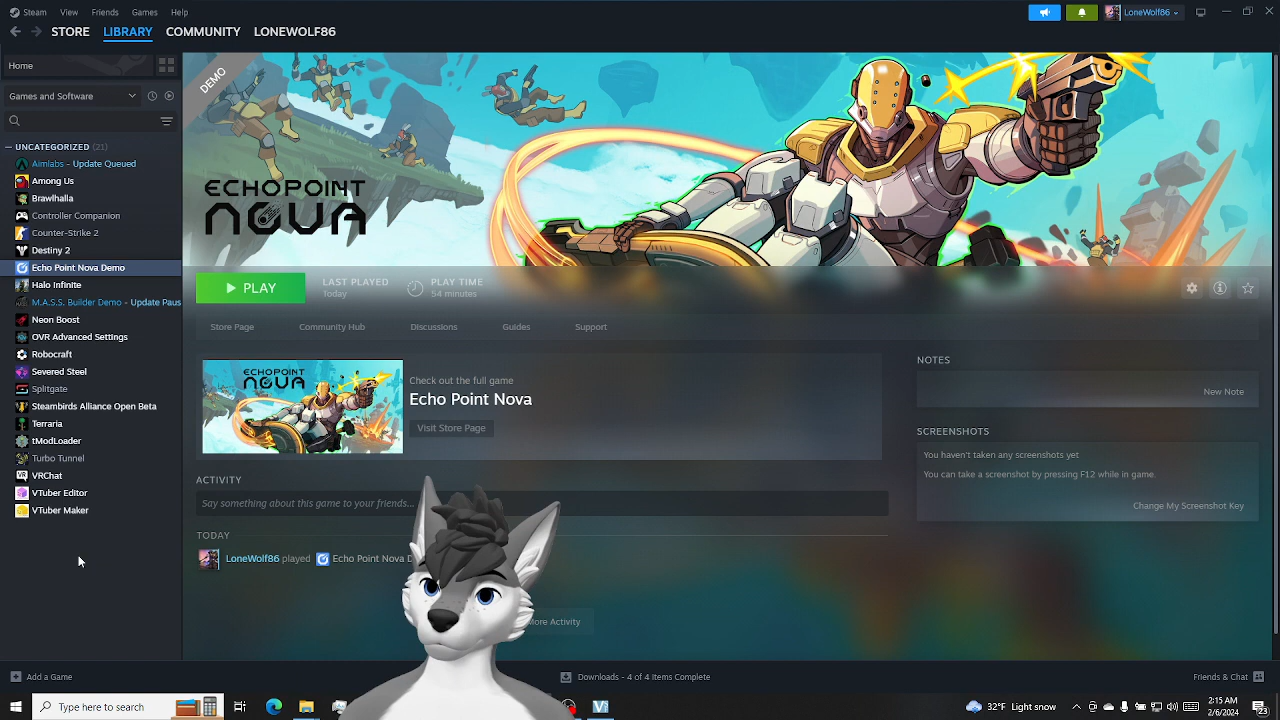 Steam View Friends Games Help
LoneWolf86
STORE LIBRARY COMMUNITY LONEWOLF86
Home
DEMO
Games and Software
UNCATEGORIZED (21)
Aimlabs - Update Queued
Among Us
Brawlhalla
Controller Companion
Counter-Strike 2
Destiny 2
Echo Point Nova Demo
M.A.S.S. Builder Demo - Update Paus
Neon Boost
OVR Advanced Settings
Robocraft
Severed Steel
Splitgate
Steambirds Alliance Open Beta
Terraria
tModLoader
Turbo Tunnel
VRChat
VTuber Editor
VTuber Maker
ECHOPOINT
NOVA
PLAY
LAST PLAYED
Today
PLAY TIME
54 minutes
Store Page Community Hub Discussions Guides Support
ECHOPOINT
NOVA
Check out the full game
Echo Point Nova
Visit Store Page
NOTES
New Note
SCREENSHOTS
You haven't taken any screenshots yet
You can take a screenshot by pressing F12 while in game.
Change My Screenshot Key
ACTIVITY
Say something about this game to your friends...
TODAY
LoneWolf86 played Echo Point Nova D
More Activity
Add a Game
Downloads - 4 of 4 Items Complete
Friends & Chat
Type here to search
32°F Light snow
2:15 AM
2/6/2024